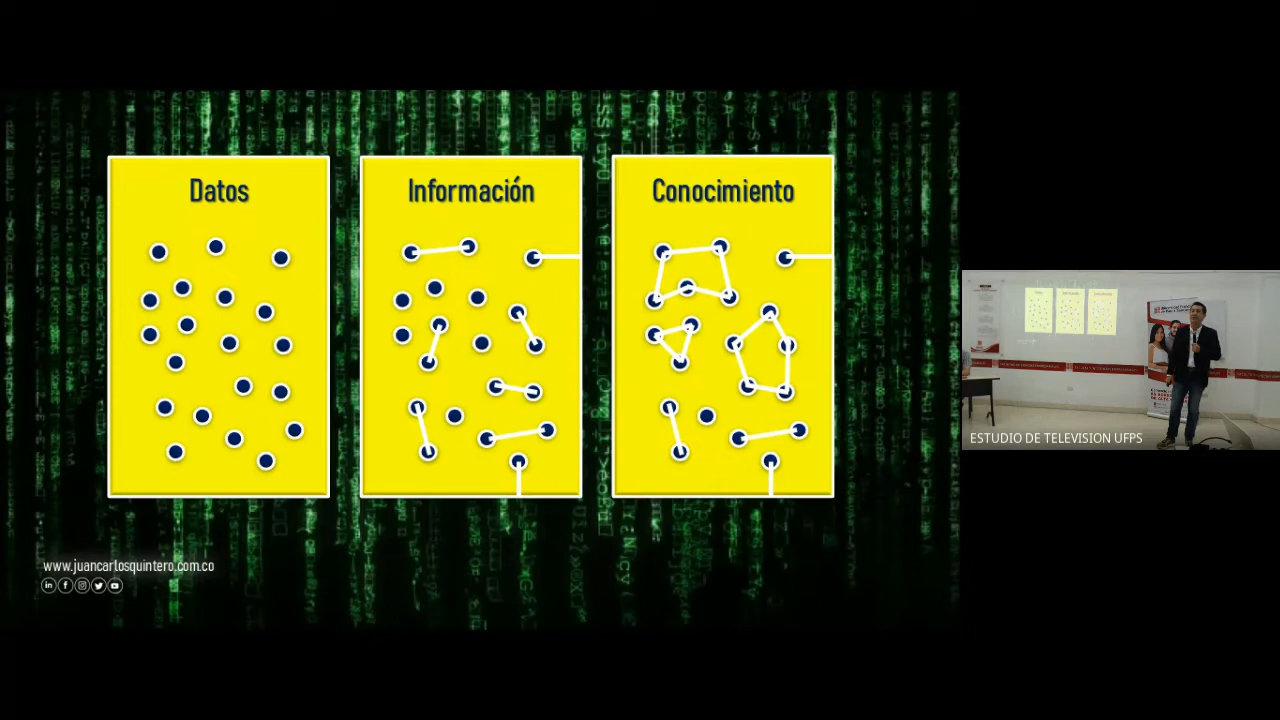 Datos
Información
Conocimiento
www.juancarlosquintero.com.co
ESTUDIO DE TELEVISION UFPS